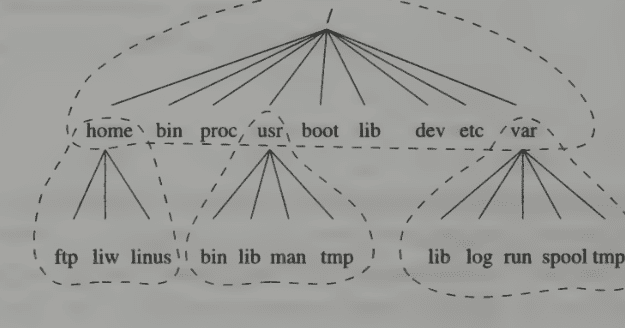 /
home bin proc usr boot lib dev etc var
ftp liw linus bin lib man tmp lib log run spool tmp